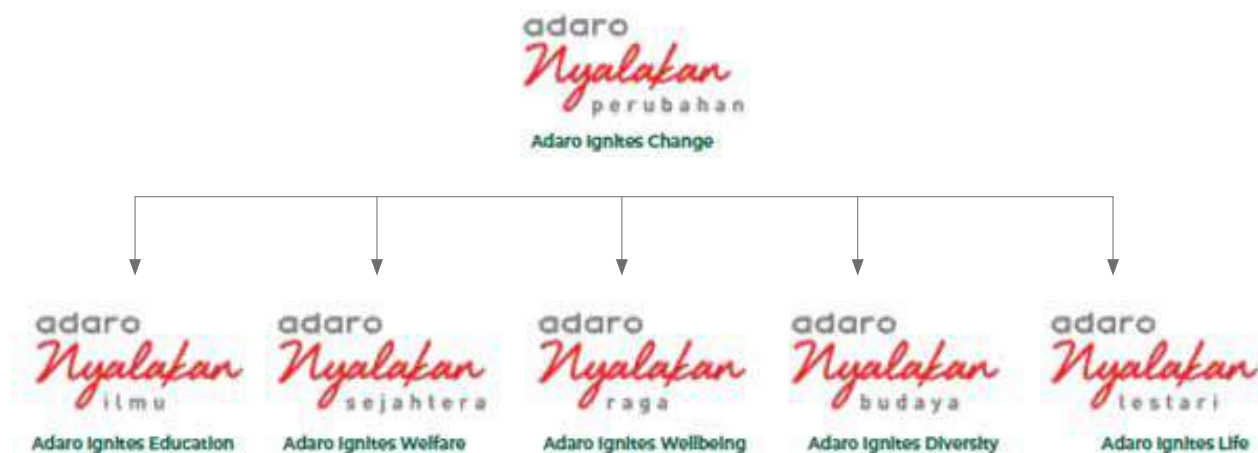 adaro
Nyalakan
perubahan
Adaro Ignites Change
adaro
Nyalakan
ilmu
Adaro Ignites Education
adaro
Nyalakan
sejahtera
Adaro Ignites Welfare
adaro
Nyalakan
raga
Adaro Ignites Wellbeing
adaro
Nyalakan
budaya
Adaro Ignites Diversity
adaro
Nyalakan
lestari
Adaro Ignites Life